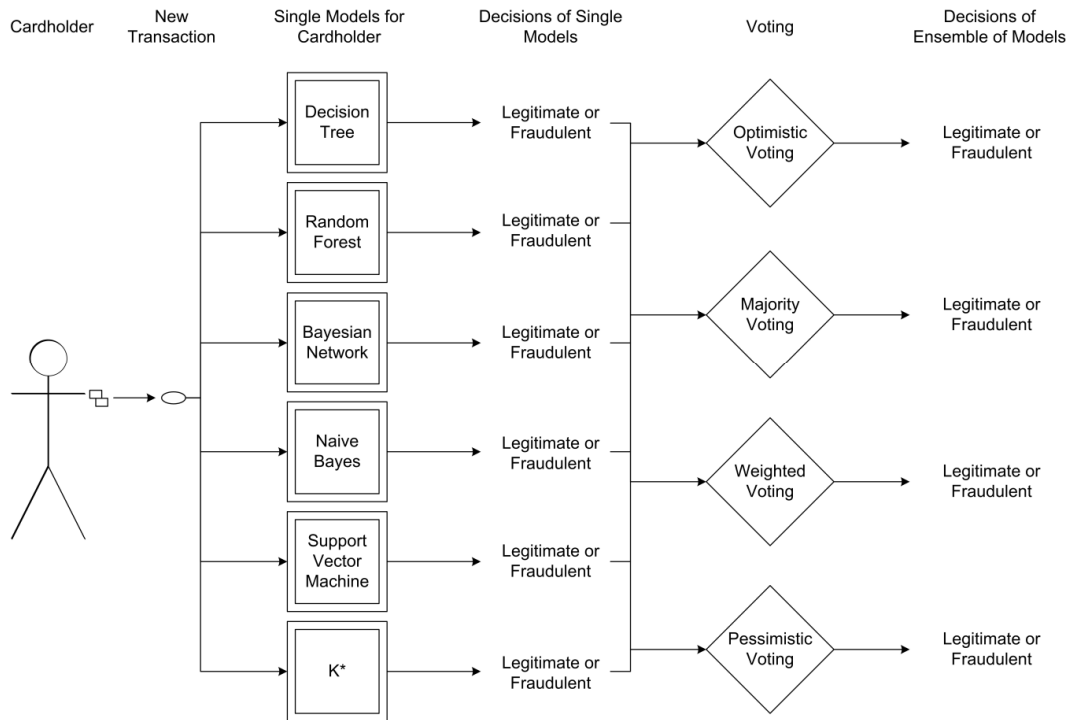 Cardholder
New
Transaction
Single Models for
Cardholder
Decisions of Single
Models
Voting
Decisions of
Ensemble of Models
Decision
Tree
Legitimate or
Fraudulent
Optimistic
Voting
Legitimate or
Fraudulent
Random
Forest
Legitimate or
Fraudulent
Majority
Voting
Legitimate or
Fraudulent
Bayesian
Network
Legitimate or
Fraudulent
Naive
Bayes
Legitimate or
Fraudulent
Weighted
Voting
Legitimate or
Fraudulent
Support
Vector
Machine
Legitimate or
Fraudulent
Pessimistic
Voting
Legitimate or
Fraudulent
K*
Legitimate or
Fraudulent